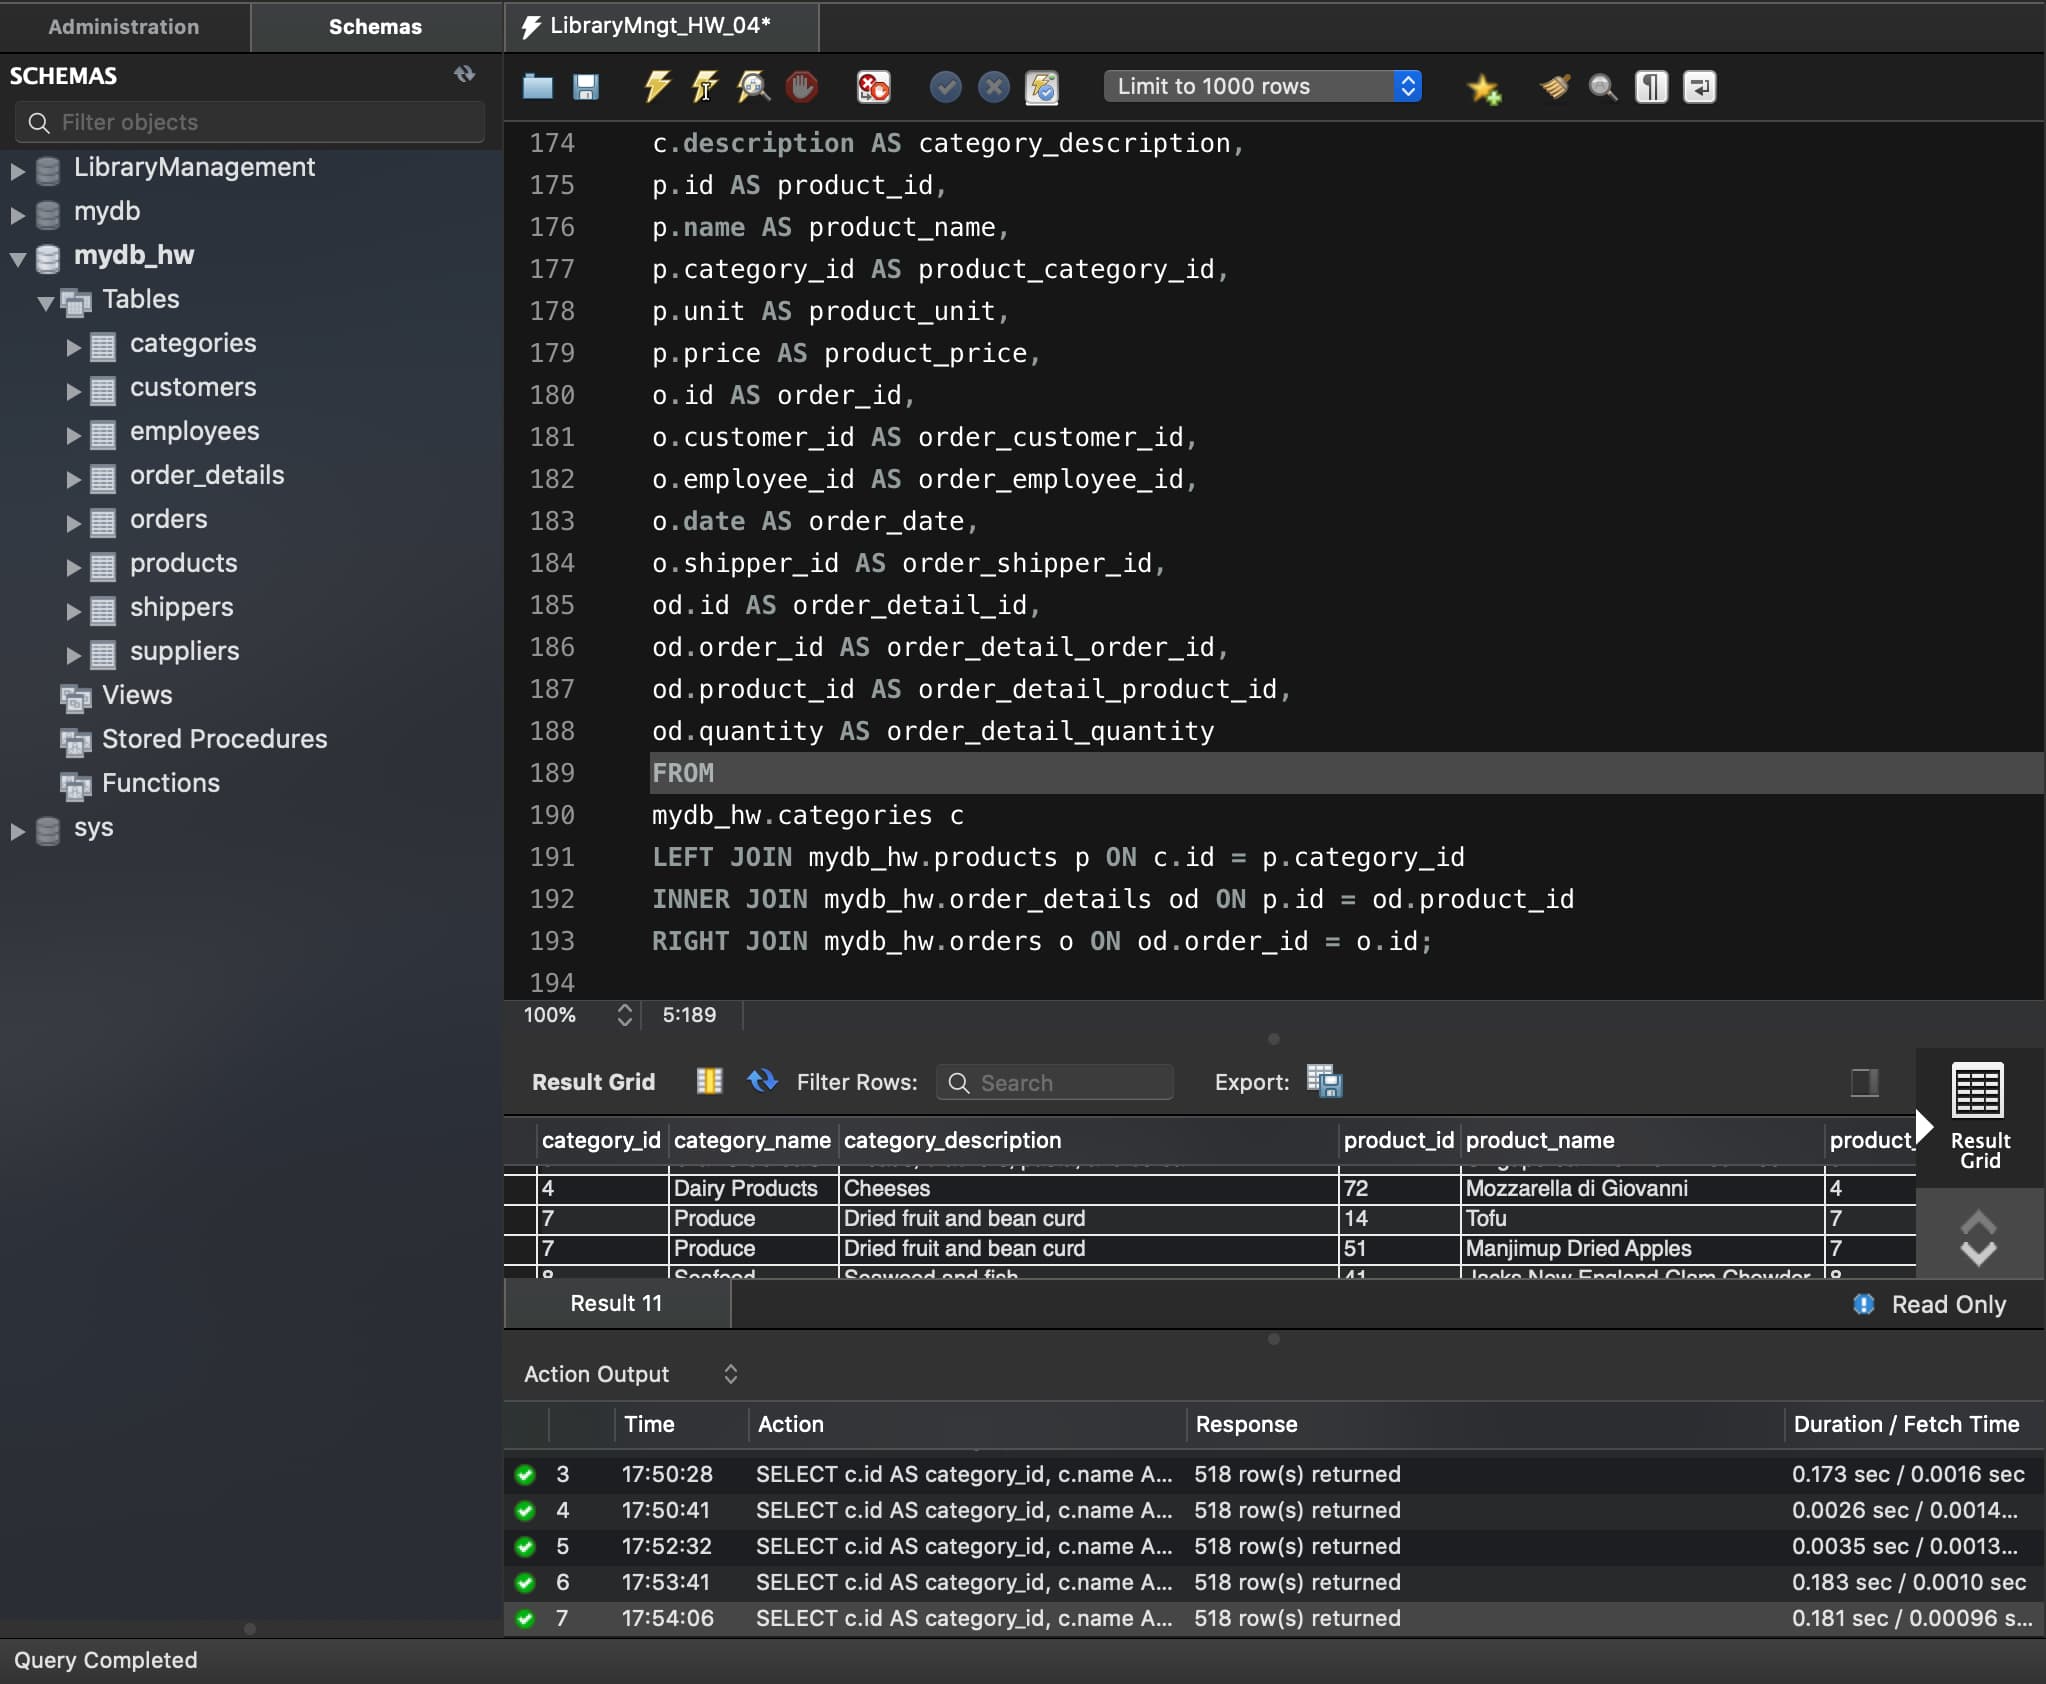 Administration
Schemas
LibraryMngt_HW_04*
SCHEMAS
Filter objects
LibraryManagement
mydb
mydb_hw
Tables
categories
customers
employees
order_details
orders
products
shippers
suppliers
Views
Stored Procedures
Functions
sys
Limit to 1000 rows
174 c.description AS category_description,
175 p.id AS product_id,
176 p.name AS product_name,
177 p.category_id AS product_category_id,
178 p.unit AS product_unit,
179 p.price AS product_price,
180 o.id AS order_id,
181 o.customer_id AS order_customer_id,
182 o.employee_id AS order_employee_id,
183 o.date AS order_date,
184 o.shipper_id AS order_shipper_id,
185 od.id AS order_detail_id,
186 od.order_id AS order_detail_order_id,
187 od.product_id AS order_detail_product_id,
188 od.quantity AS order_detail_quantity
189 FROM
190 mydb_hw.categories c
191 LEFT JOIN mydb_hw.products p ON c.id = p.category_id
192 INNER JOIN mydb_hw.order_details od ON p.id = od.product_id
193 RIGHT JOIN mydb_hw.orders o ON od.order_id = o.id;
194
100% 5:189
Result Grid Filter Rows: Search Export:
category_id category_name category_description product_id product_name product_
4 Dairy Products Cheeses 72 Mozzarella di Giovanni 4
7 Produce Dried fruit and bean curd 14 Tofu 7
7 Produce Dried fruit and bean curd 51 Manjimup Dried Apples 7
8 Seafood Seaweed and fish 41 Jacks New England Clam Chowder 8
Result
Grid
Result 11
Read Only
Action Output
Time Action Response Duration / Fetch Time
3 17:50:28 SELECT c.id AS category_id, c.name A... 518 row(s) returned 0.173 sec / 0.0016 sec
4 17:50:41 SELECT c.id AS category_id, c.name A... 518 row(s) returned 0.0026 sec / 0.0014...
5 17:52:32 SELECT c.id AS category_id, c.name A... 518 row(s) returned 0.0035 sec / 0.0013...
6 17:53:41 SELECT c.id AS category_id, c.name A... 518 row(s) returned 0.183 sec / 0.0010 sec
7 17:54:06 SELECT c.id AS category_id, c.name A... 518 row(s) returned 0.181 sec / 0.00096 s...
Query Completed